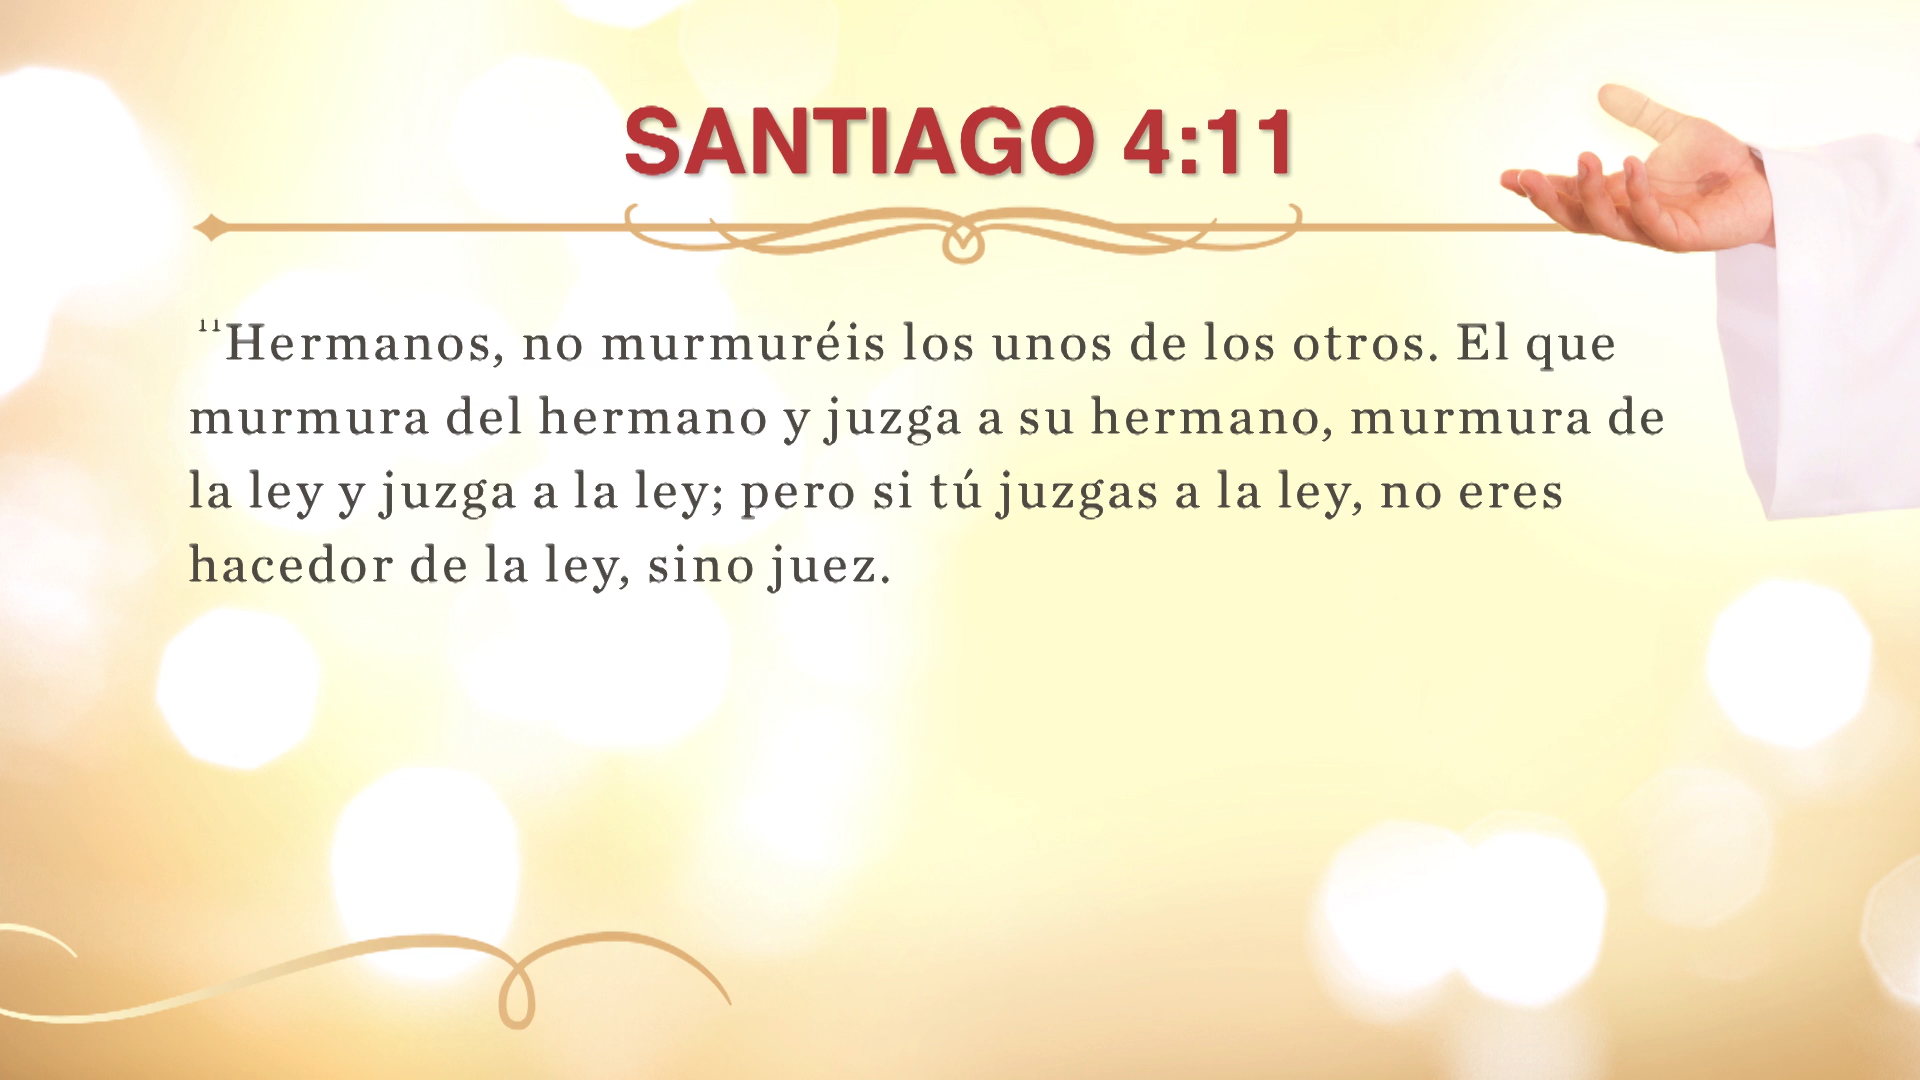 SANTIAGO 4:11
¹¹Hermanos, no murmuréis los unos de los otros. El que
murmura del hermano y juzga a su hermano, murmura de
la ley y juzga a la ley; pero si tú juzgas a la ley, no eres
hacedor de la ley, sino juez.